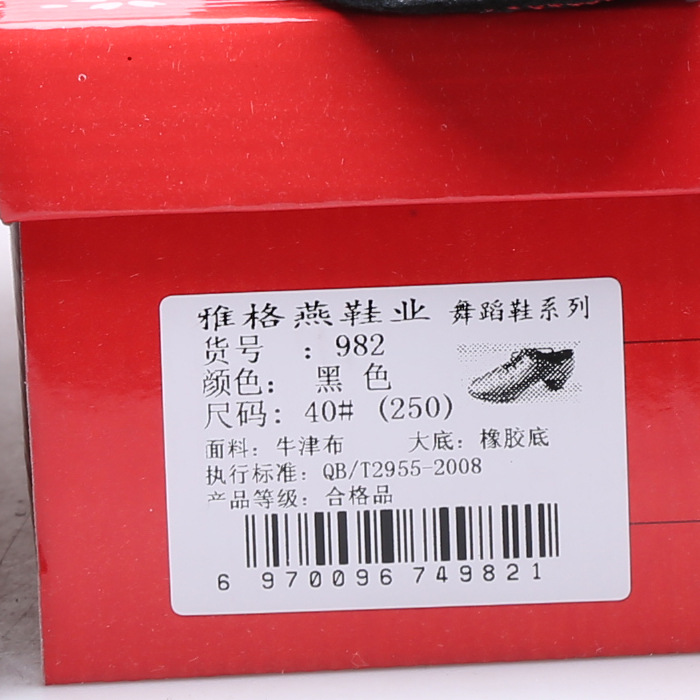 雅格燕鞋业 舞蹈鞋系列
货号 : 982
颜色: 黑 色
尺码: 40# (250)
面料: 牛津布 大底: 橡胶底
执行标准: QB/T2955-2008
产品等级: 合格品
6 970096 749821